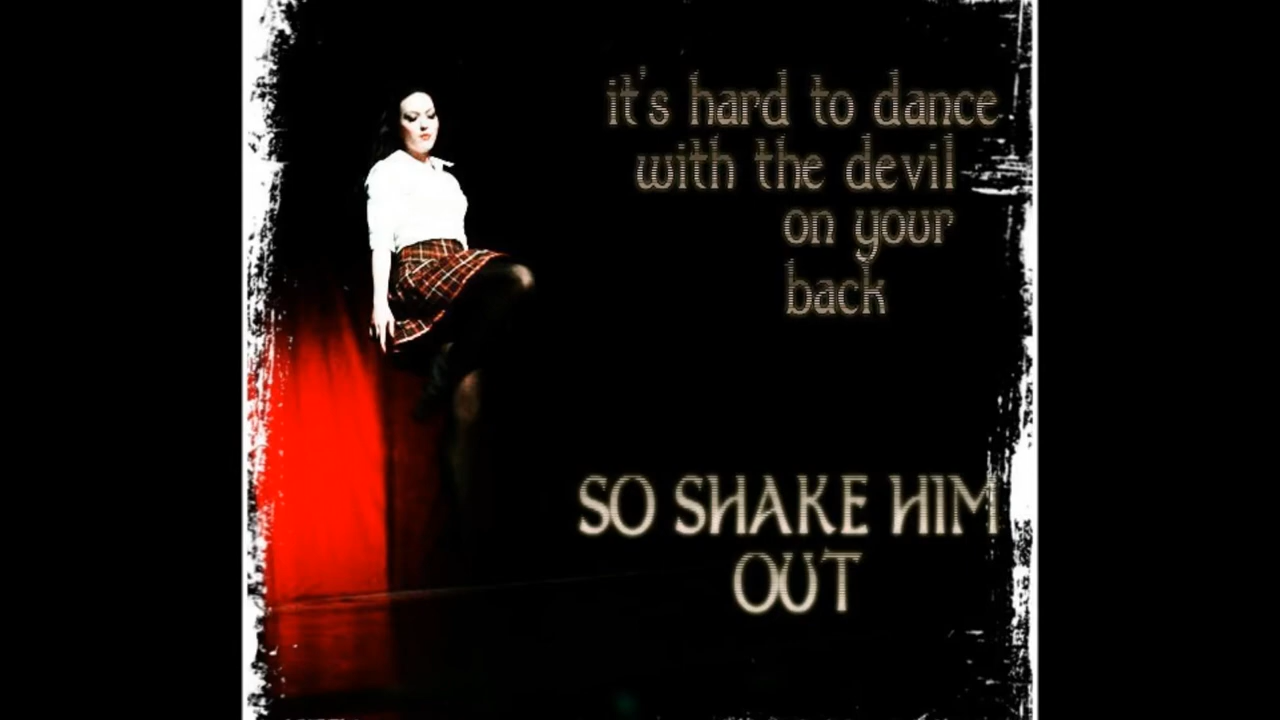 it's hard to dance
with the devil
on your
back
SO SHAKE HIM
OUT